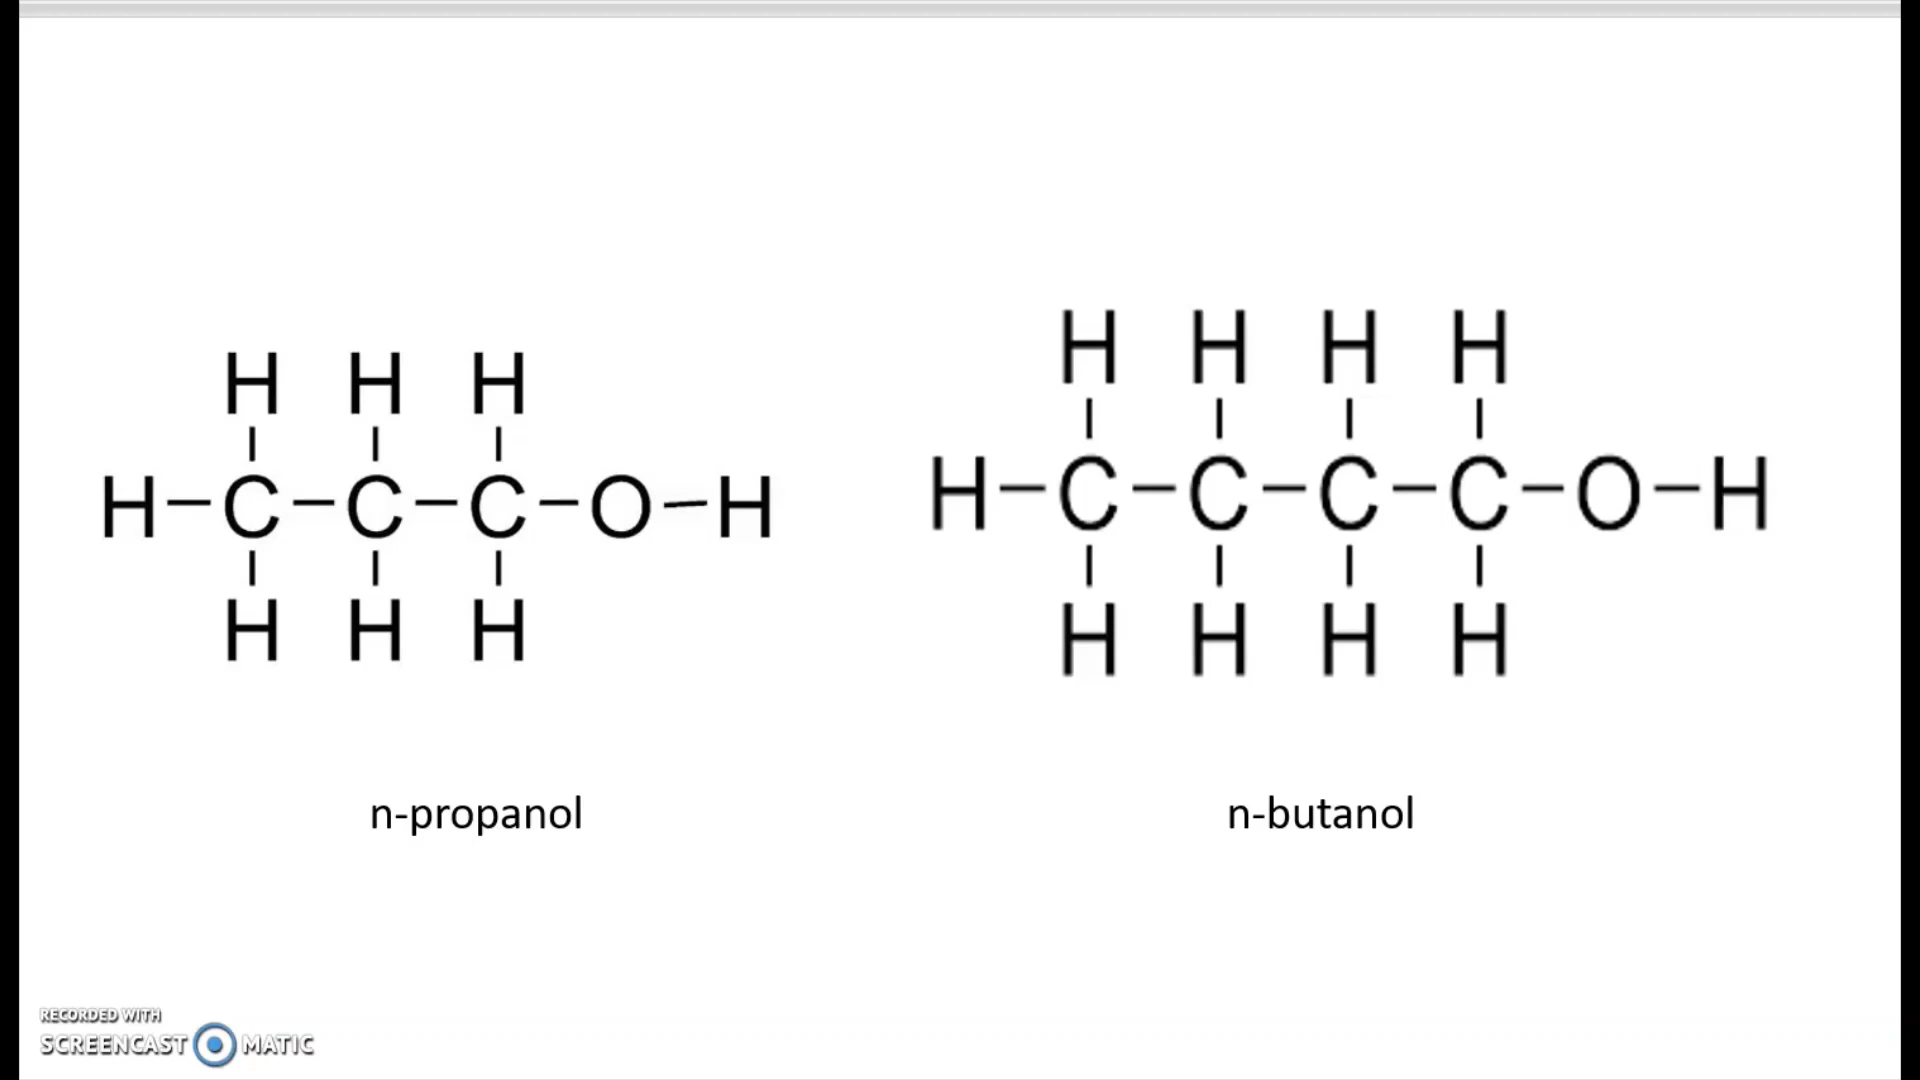 H H H
H-C-C-C-O-H
H H H
n-propanol
H H H H
H-C-C-C-C-O-H
H H H H
n-butanol
RECORDED WITH
SCREENCAST MATIC